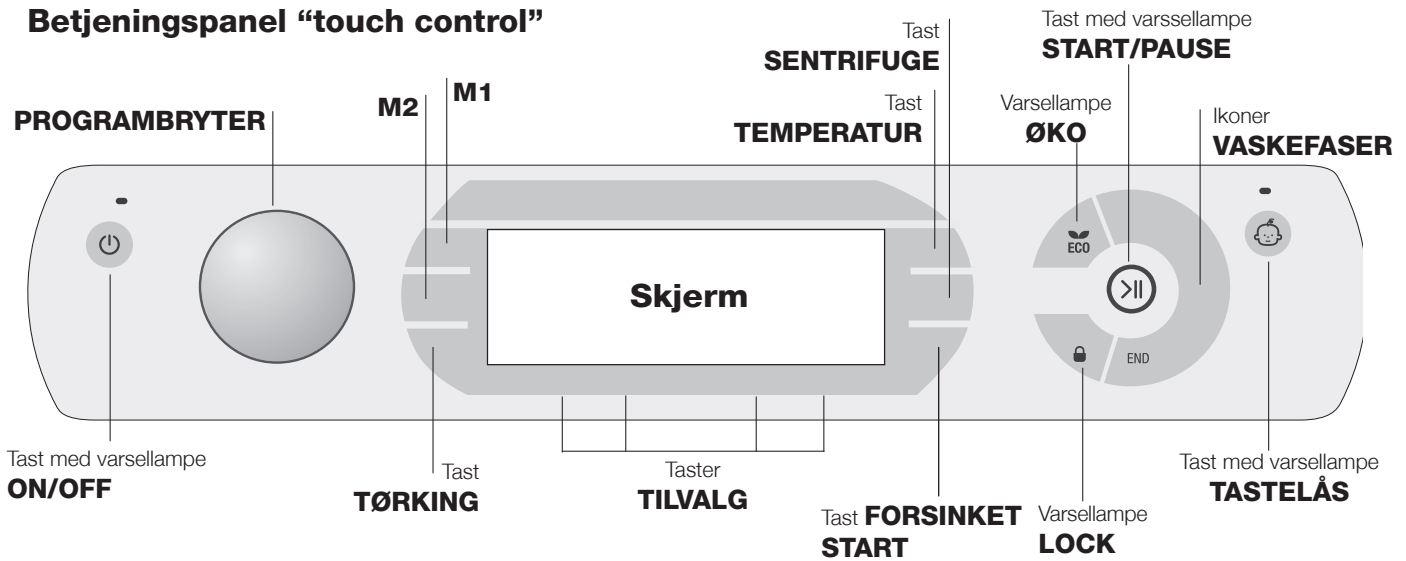 Betjeningspanel “touch control”
Tast
SENTRIFUGE
Tast med varssellampe
START/PAUSE
M2
M1
Tast
TEMPERATUR
Varsellampe
ØKO
Ikoner
VASKEFASER
PROGRAMBRYTER
Skjerm
ECO
END
Tast med varsellampe
ON/OFF
Tast
TØRKING
Taster
TILVALG
Tast FORSINKET
START
Varsellampe
LOCK
Tast med varsellampe
TASTELÅS